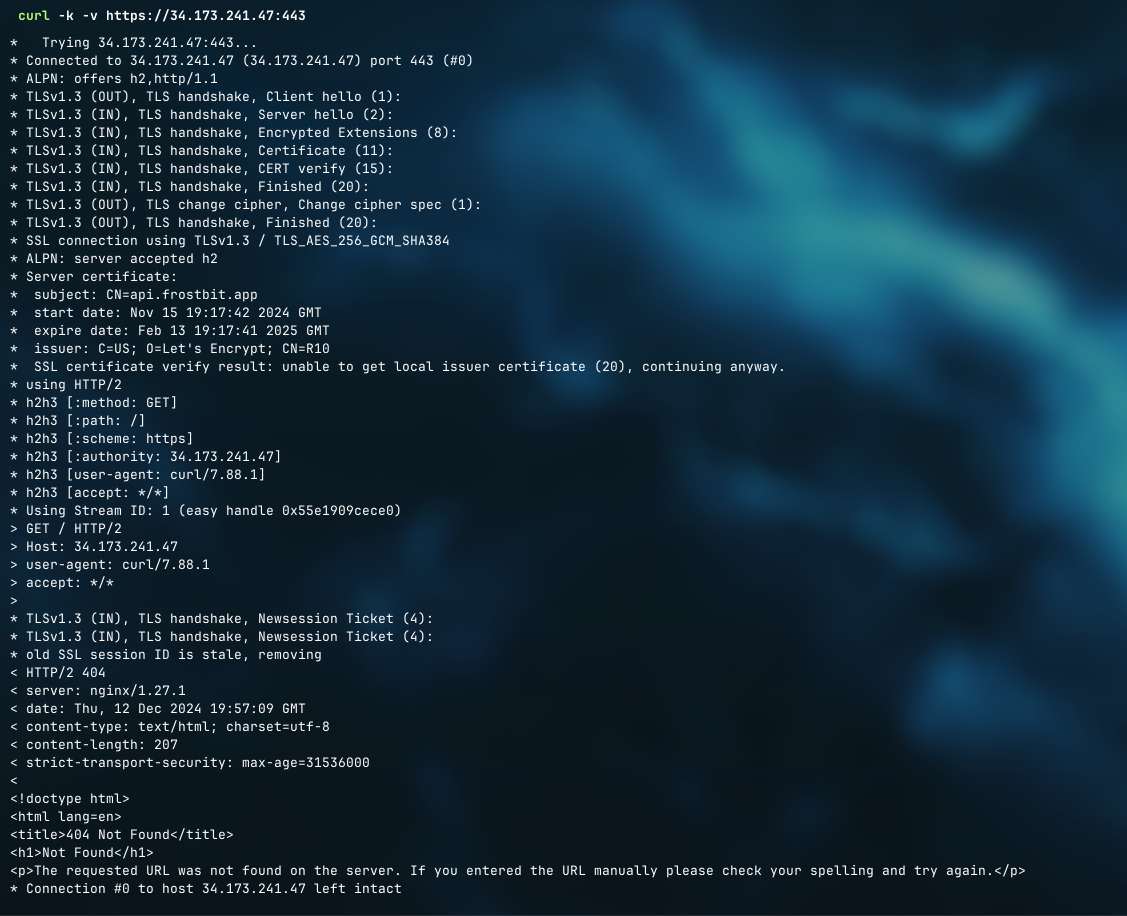 curl -k -v https://34.173.241.47:443
*   Trying 34.173.241.47:443...
* Connected to 34.173.241.47 (34.173.241.47) port 443 (#0)
* ALPN: offers h2,http/1.1
* TLSv1.3 (OUT), TLS handshake, Client hello (1):
* TLSv1.3 (IN), TLS handshake, Server hello (2):
* TLSv1.3 (IN), TLS handshake, Encrypted Extensions (8):
* TLSv1.3 (IN), TLS handshake, Certificate (11):
* TLSv1.3 (IN), TLS handshake, CERT verify (15):
* TLSv1.3 (IN), TLS handshake, Finished (20):
* TLSv1.3 (OUT), TLS change cipher, Change cipher spec (1):
* TLSv1.3 (OUT), TLS handshake, Finished (20):
* SSL connection using TLSv1.3 / TLS_AES_256_GCM_SHA384
* ALPN: server accepted h2
* Server certificate:
*  subject: CN=api.frostbit.app
*  start date: Nov 15 19:17:42 2024 GMT
*  expire date: Feb 13 19:17:41 2025 GMT
*  issuer: C=US; O=Let's Encrypt; CN=R10
*  SSL certificate verify result: unable to get local issuer certificate (20), continuing anyway.
* using HTTP/2
* h2h3 [:method: GET]
* h2h3 [:path: /]
* h2h3 [:scheme: https]
* h2h3 [:authority: 34.173.241.47]
* h2h3 [user-agent: curl/7.88.1]
* h2h3 [accept: */*]
* Using Stream ID: 1 (easy handle 0x55e1909cece0)
> GET / HTTP/2
> Host: 34.173.241.47
> user-agent: curl/7.88.1
> accept: */*
>
* TLSv1.3 (IN), TLS handshake, Newsession Ticket (4):
* TLSv1.3 (IN), TLS handshake, Newsession Ticket (4):
* old SSL session ID is stale, removing
< HTTP/2 404
< server: nginx/1.27.1
< date: Thu, 12 Dec 2024 19:57:09 GMT
< content-type: text/html; charset=utf-8
< content-length: 207
< strict-transport-security: max-age=31536000
<
<!doctype html>
<html lang=en>
<title>404 Not Found</title>
<h1>Not Found</h1>
<p>The requested URL was not found on the server. If you entered the URL manually please check your spelling and try again.</p>
* Connection #0 to host 34.173.241.47 left intact